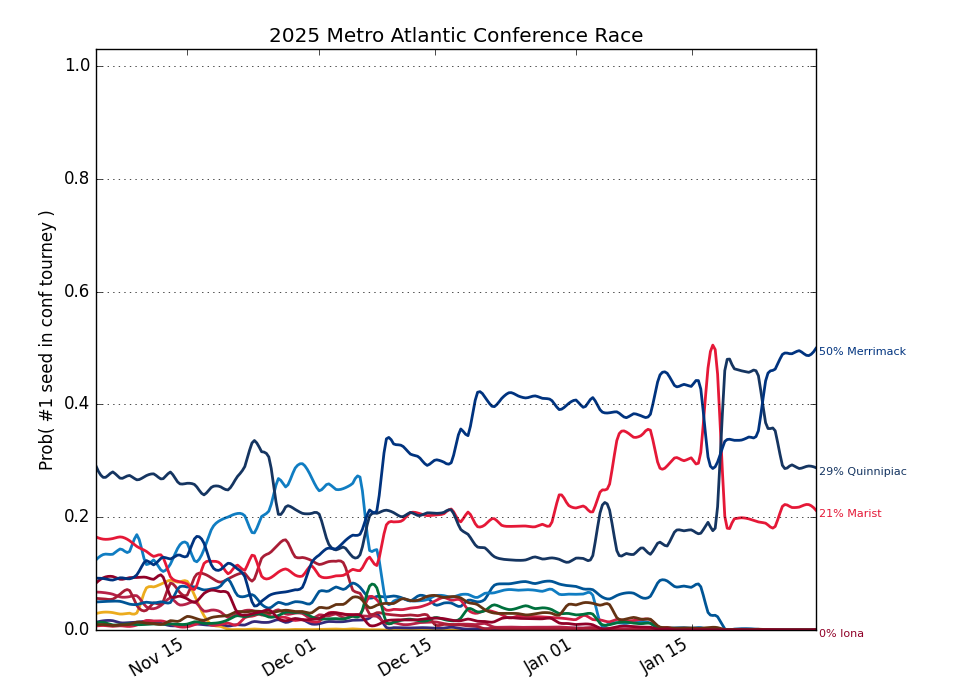 2025 Metro Atlantic Conference Race
Prob( #1 seed in conf tourney )
1.0
0.8
0.6
0.4
0.2
0.0
50% Merrimack
29% Quinnipiac
21% Marist
0% Iona
Nov 15
Dec 01
Dec 15
Jan 01
Jan 15